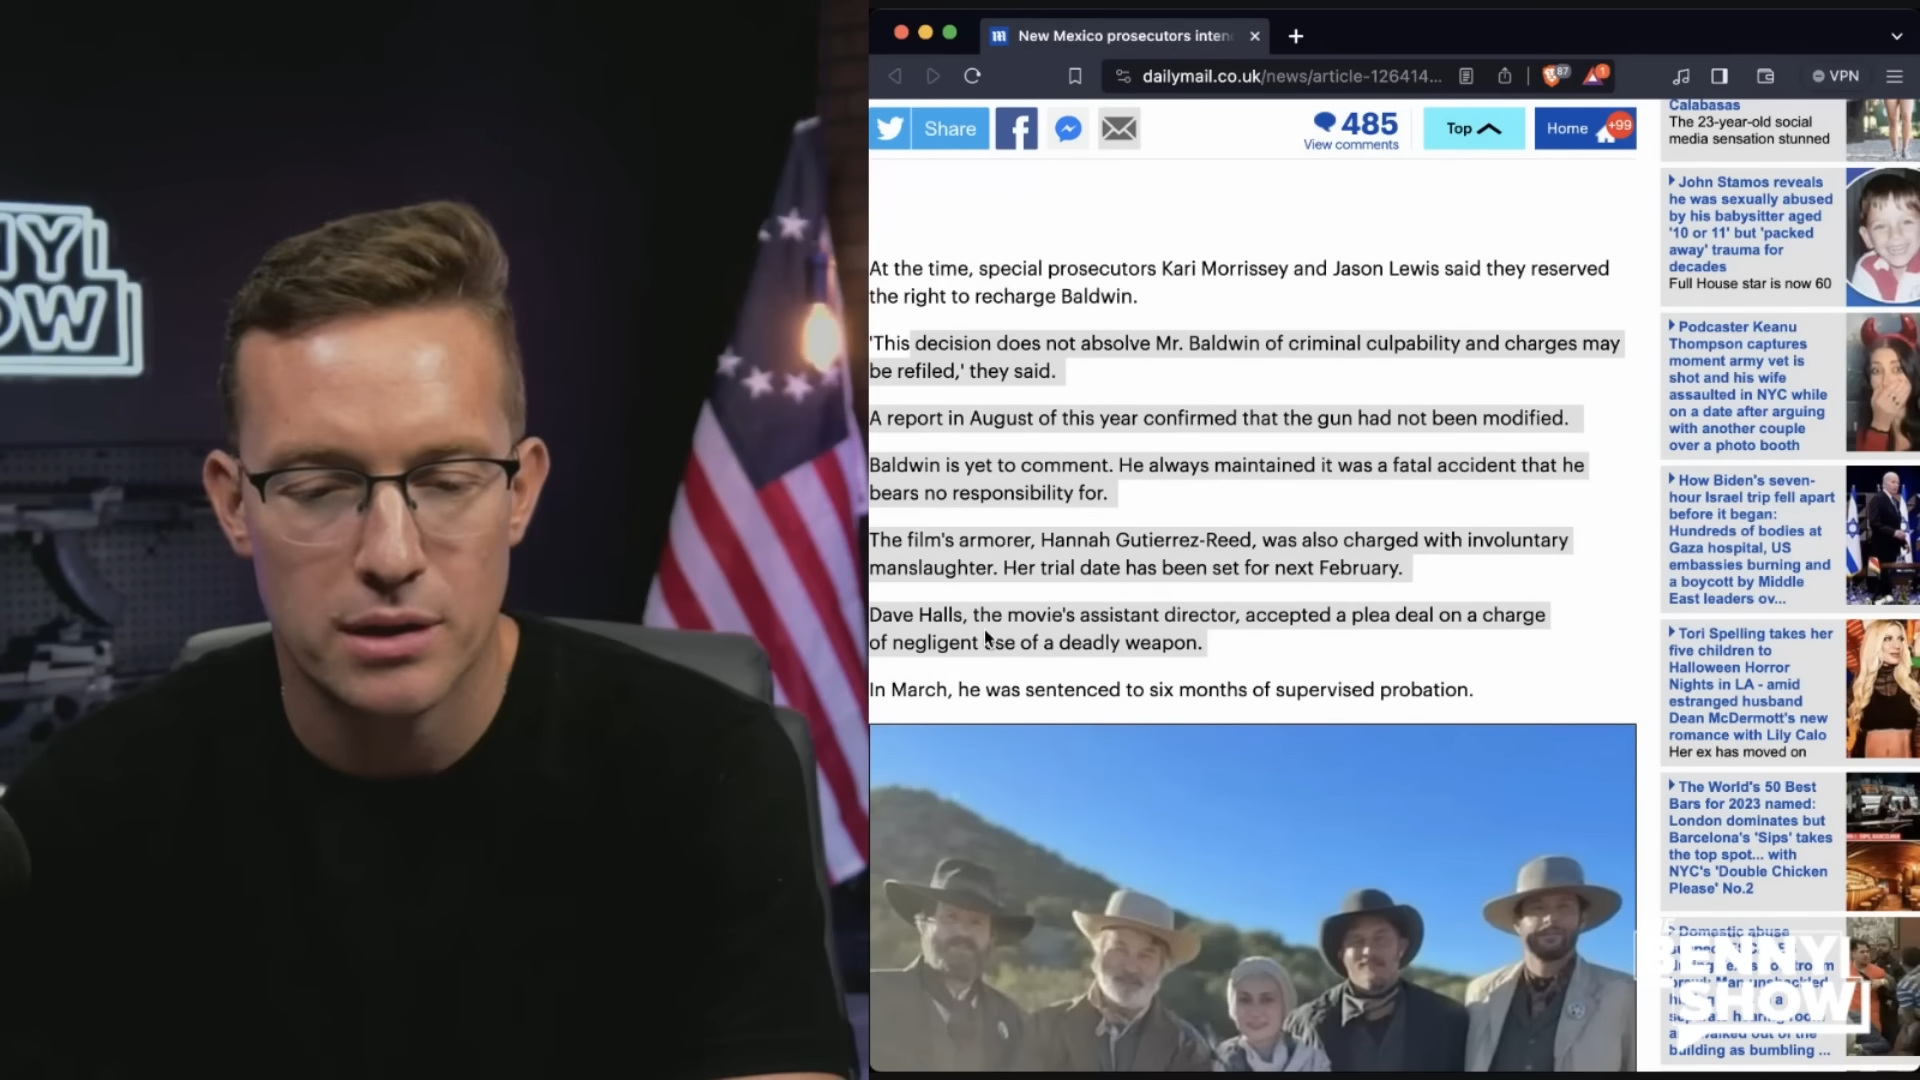 NY
OW
New Mexico prosecutors inten
dailymail.co.uk/news/article-126414...
87
1
VPN
Share
485
View comments
Top
Home
+99
At the time, special prosecutors Kari Morrissey and Jason Lewis said they reserved
the right to recharge Baldwin.
'This decision does not absolve Mr. Baldwin of criminal culpability and charges may
be refiled,' they said.
A report in August of this year confirmed that the gun had not been modified.
Baldwin is yet to comment. He always maintained it was a fatal accident that he
bears no responsibility for.
The film's armorer, Hannah Gutierrez-Reed, was also charged with involuntary
manslaughter. Her trial date has been set for next February.
Dave Halls, the movie's assistant director, accepted a plea deal on a charge
of negligent use of a deadly weapon.
In March, he was sentenced to six months of supervised probation.
Calabasas
The 23-year-old social
media sensation stunned
John Stamos reveals
he was sexually abused
by his babysitter aged
'10 or 11' but 'packed
away' trauma for
decades
Full House star is now 60
Podcaster Keanu
Thompson captures
moment army vet is
shot and his wife
assaulted in NYC while
on a date after arguing
with another couple
over a photo booth
How Biden's seven-
hour Israel trip fell apart
before it began:
Hundreds of bodies at
Gaza hospital, US
embassies burning and
a boycott by Middle
East leaders ov...
Tori Spelling takes her
five children to
Halloween Horror
Nights in LA - amid
estranged husband
Dean McDermott's new
romance with Lily Calo
Her ex has moved on
The World's 50 Best
Bars for 2023 named:
London dominates but
Barcelona's 'Sips' takes
the top spot... with
NYC's 'Double Chicken
Please' No.2
Domestic abuse
building as bumbling ...
BENNY
SHOW